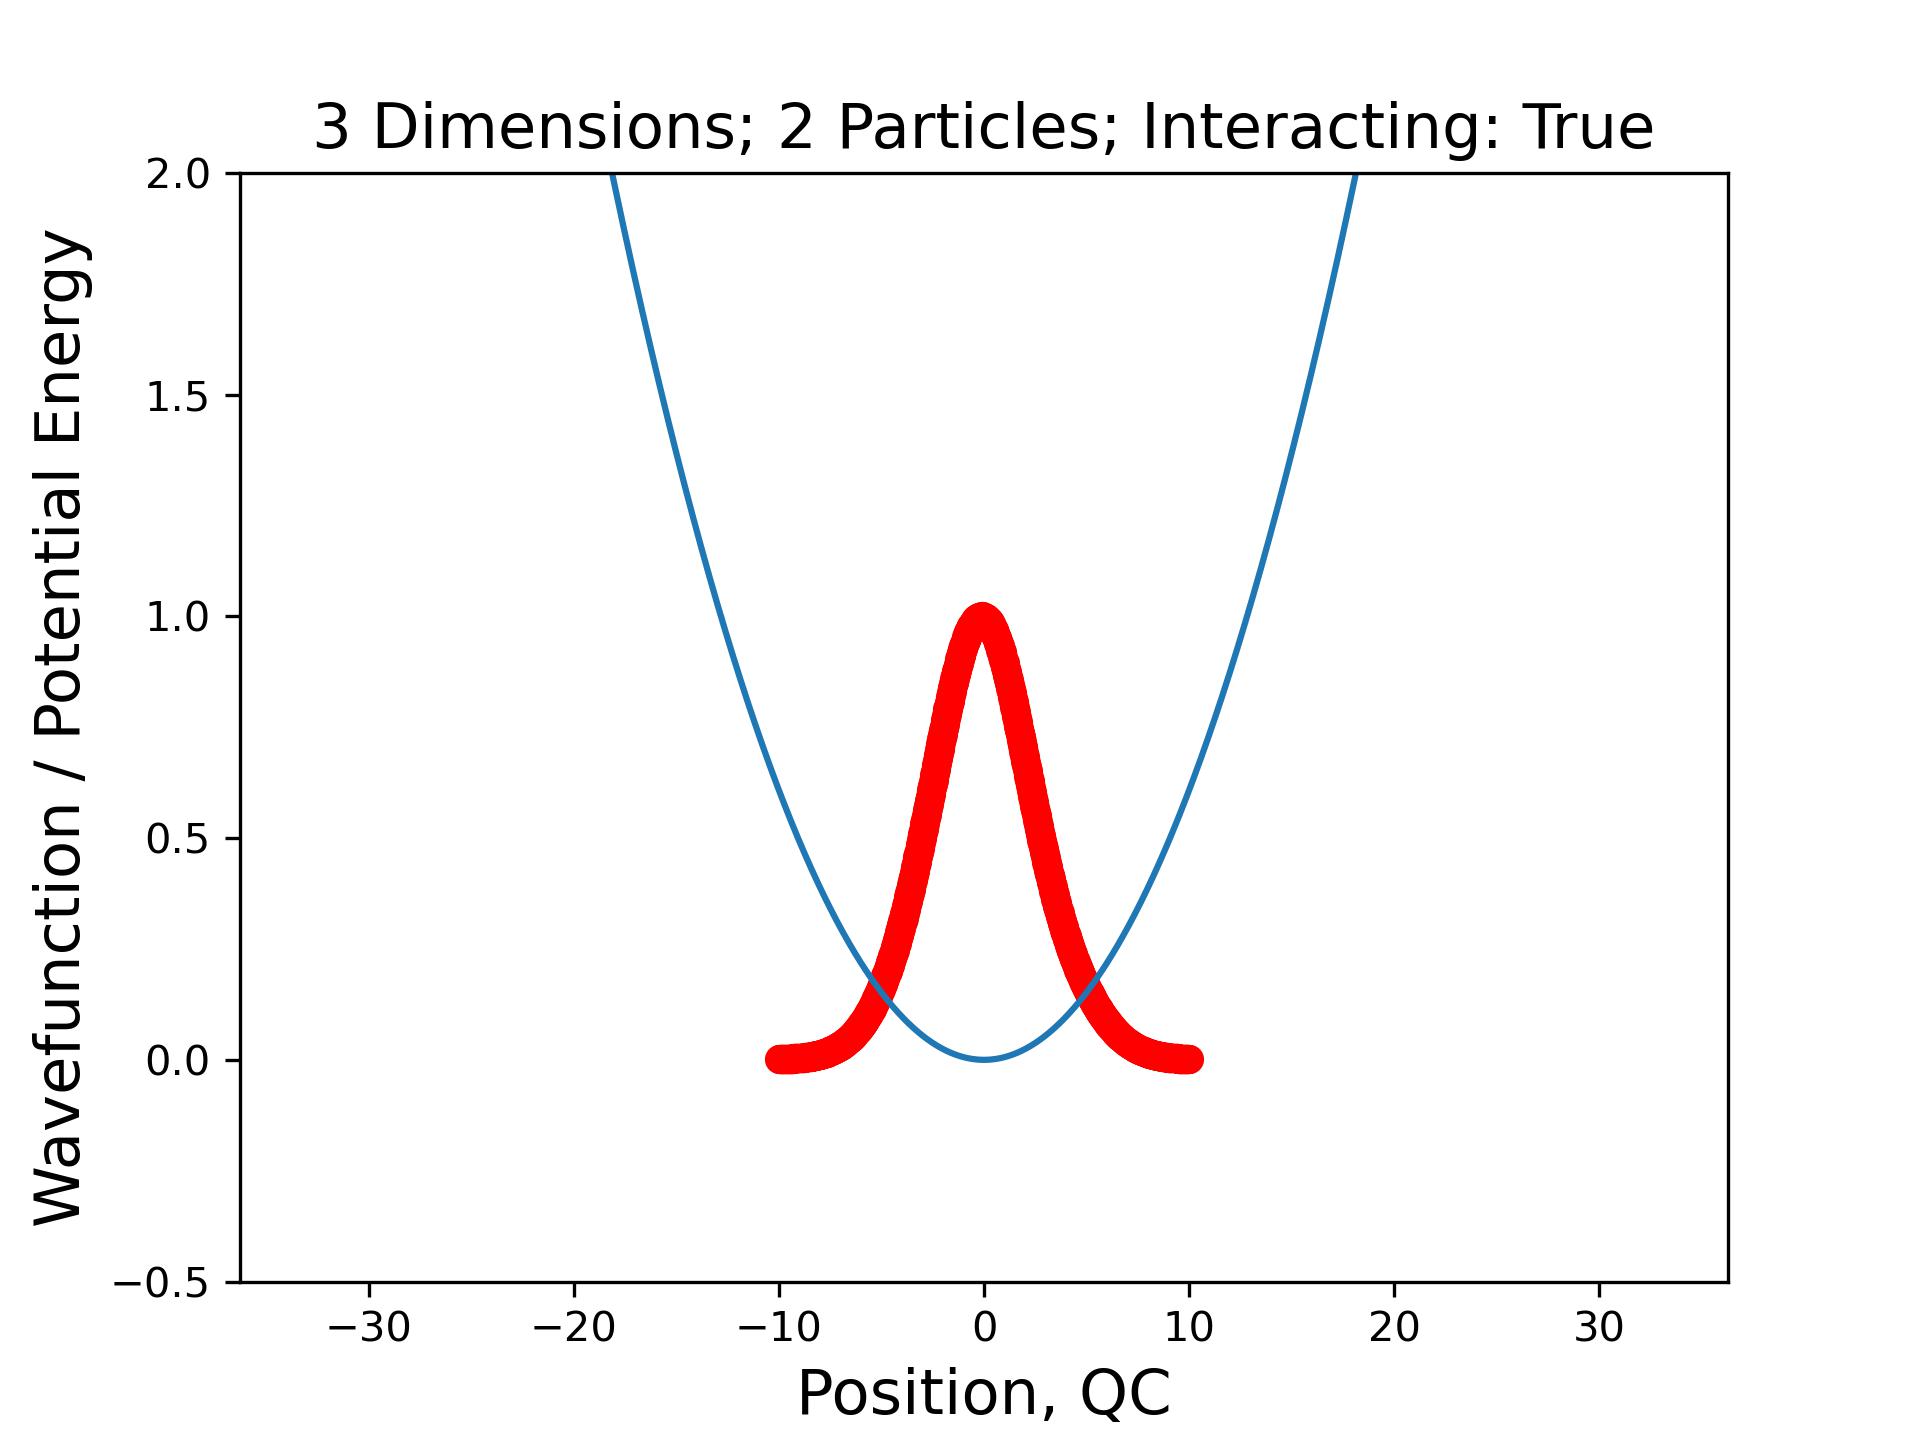 3 Dimensions; 2 Particles; Interacting: True
Wavefunction / Potential Energy
2.0
1.5
1.0
0.5
0.0
−0.5
−30 −20 −10 0 10 20 30
Position, QC